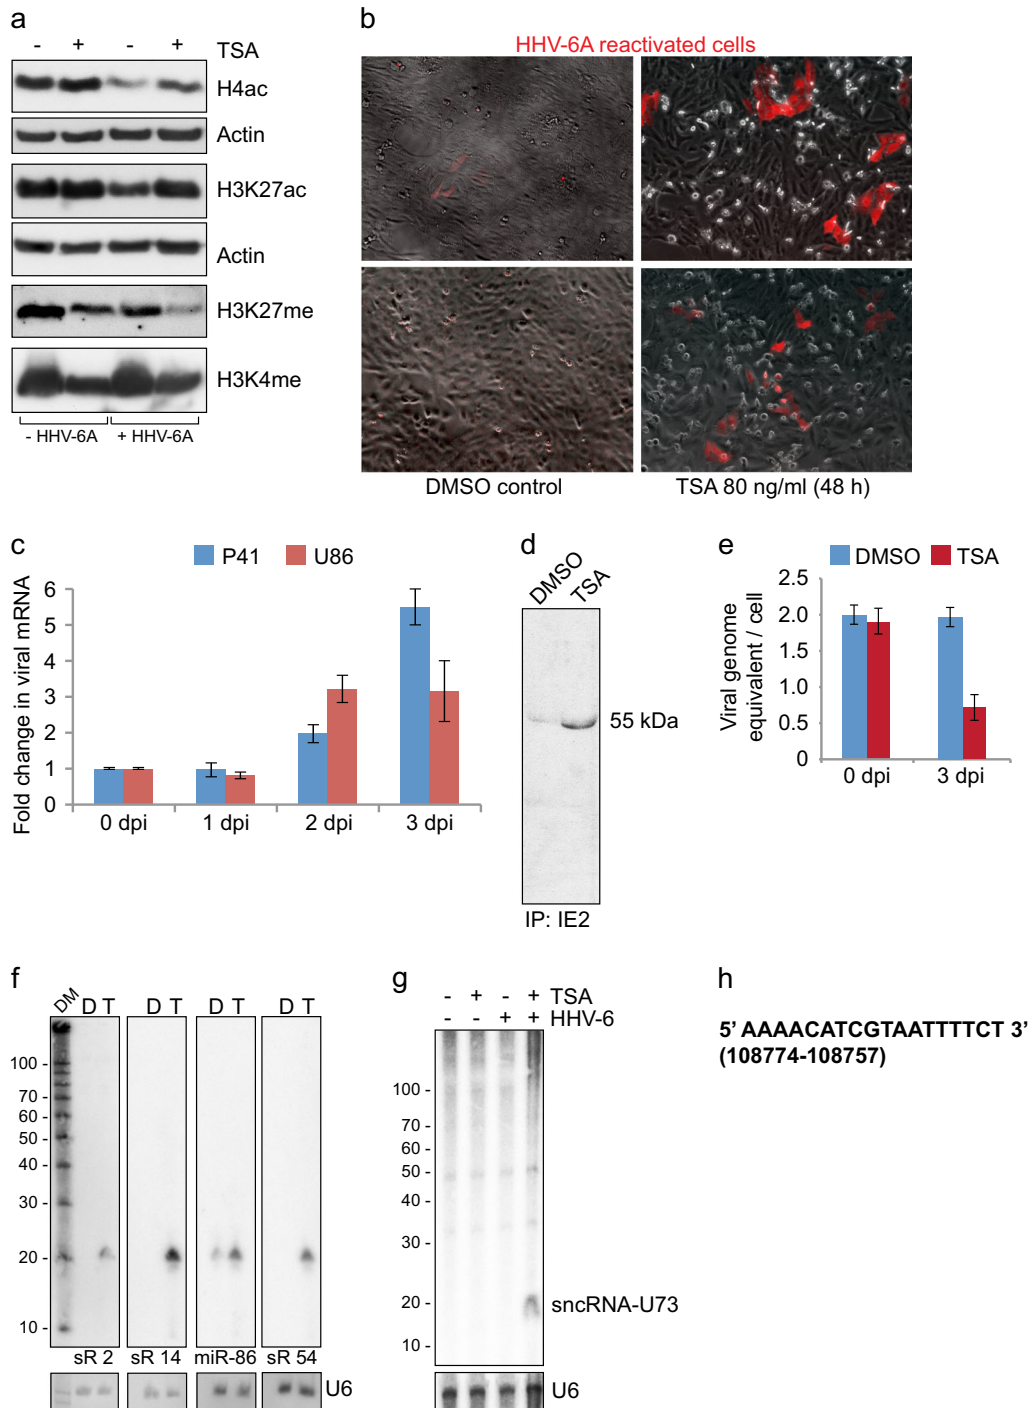 a
- + - + TSA
H4ac
Actin
H3K27ac
Actin
H3K27me
H3K4me
- HHV-6A + HHV-6A
b
HHV-6A reactivated cells
DMSO control TSA 80 ng/ml (48 h)
c
P41 U86
Fold change in viral mRNA
6
5
4
3
2
1
0
0 dpi 1 dpi 2 dpi 3 dpi
d
DMSO TSA
55 kDa
IP: IE2
e
DMSO TSA
Viral genome
equivalent / cell
2.5
2.0
1.5
1.0
0.5
0
0 dpi 3 dpi
f
DM D T D T D T D T
100 -
70 -
60 -
50 -
40 -
30 -
20 -
10 -
sR 2 sR 14 miR-86 sR 54
U6
g
- + - + TSA
- - + + HHV-6
100 -
70 -
60 -
50 -
40 -
30 -
20 -
10 -
sncRNA-U73
U6
h
5' AAAACATCGTAATTTTCT 3'
(108774-108757)